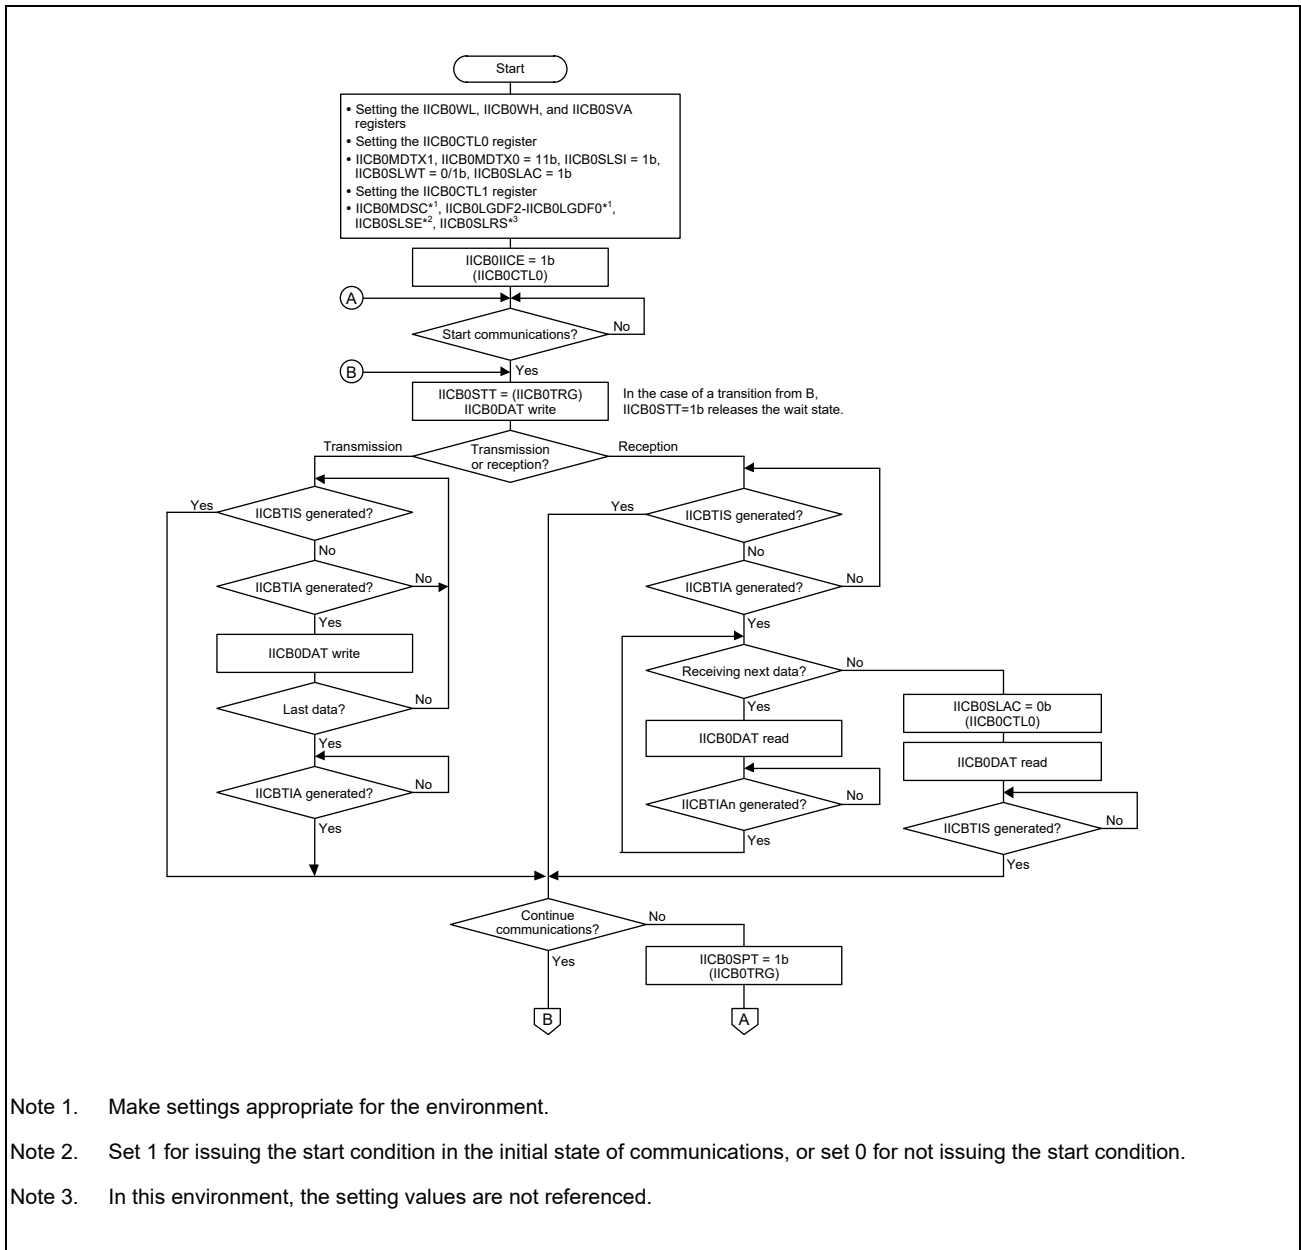 Start
• Setting the IICB0WL, IICB0WH, and IICB0SVA
registers
• Setting the IICB0CTL0 register
• IICB0MDTX1, IICB0MDTX0 = 11b, IICB0SLSI = 1b,
IICB0SLWT = 0/1b, IICB0SLAC = 1b
• Setting the IICB0CTL1 register
• IICB0MDSC*1, IICB0LGDF2-IICB0LGDF0*1,
IICB0SLSE*2, IICB0SLRS*3
IICB0IICE = 1b
(IICB0CTL0)
A
Start communications?
No
B
Yes
IICB0STT = (IICB0TRG)
IICB0DAT write
In the case of a transition from B,
IICB0STT=1b releases the wait state.
Transmission
Transmission
or reception?
Reception
Yes
IICBTIS generated?
No
IICBTIA generated?
No
Yes
IICB0DAT write
Last data?
No
Yes
IICBTIA generated?
No
Yes
Yes
IICBTIS generated?
No
IICBTIA generated?
No
Yes
Receiving next data?
No
Yes
IICB0DAT read
IICBTIAn generated?
No
Yes
IICB0SLAC = 0b
(IICB0CTL0)
IICB0DAT read
IICBTIS generated?
No
Yes
Continue
communications?
No
Yes
IICB0SPT = 1b
(IICB0TRG)
B
A
Note 1. Make settings appropriate for the environment.
Note 2. Set 1 for issuing the start condition in the initial state of communications, or set 0 for not issuing the start condition.
Note 3. In this environment, the setting values are not referenced.